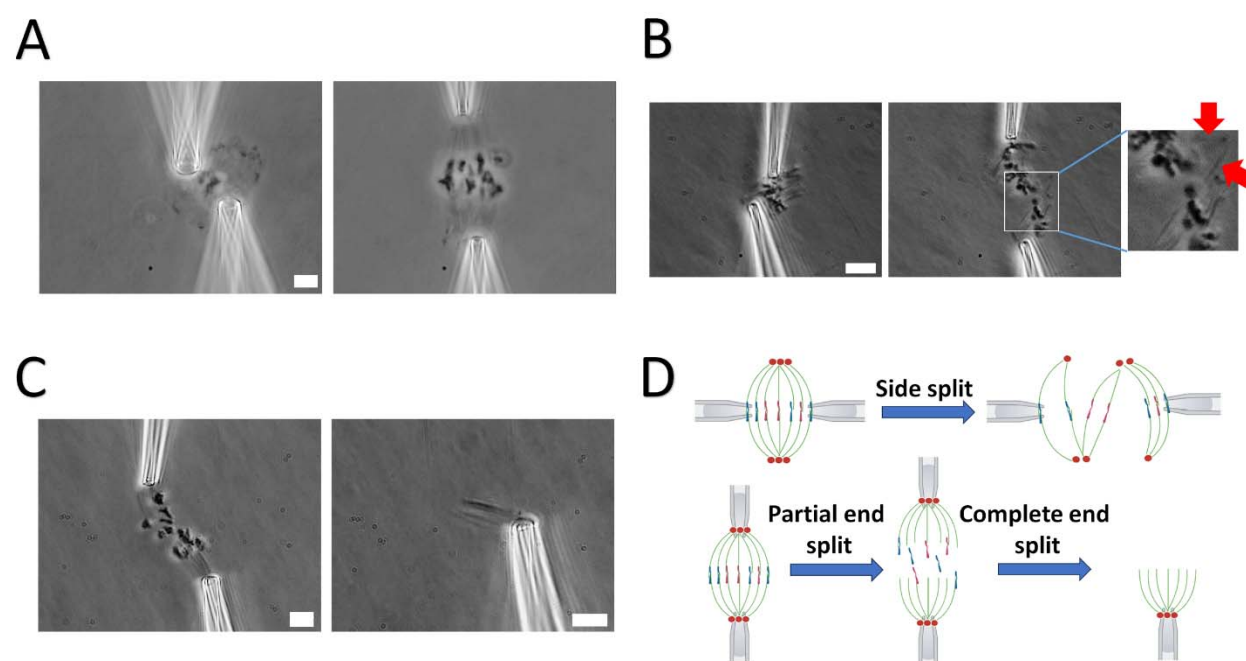 A
B
C
D
Side split
Partial end
split
Complete end
split